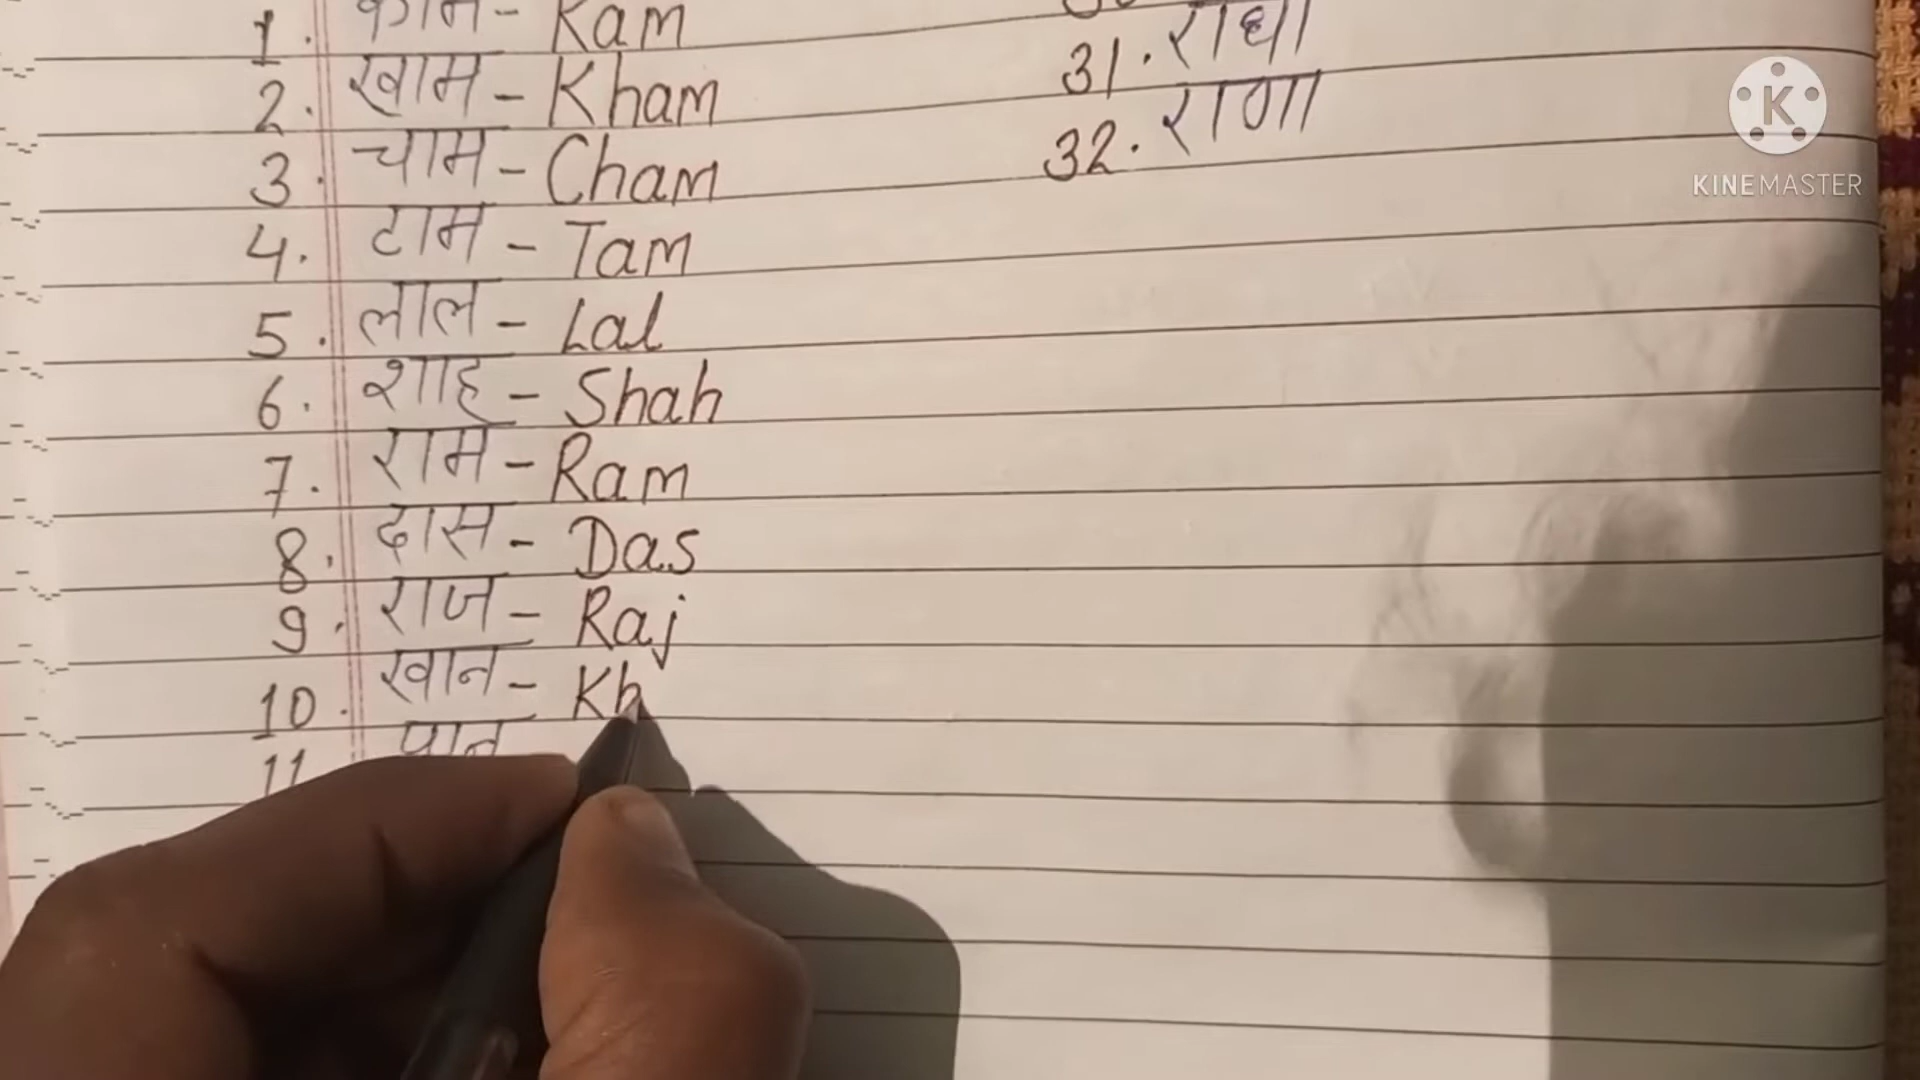 1. काम - Kam
2. खाम - Kham
3. चाम - Cham
4. टाम - Tam
5. लाल - Lal
6. शाह - Shah
7. राम - Ram
8. दास - Das
9. राज - Raj
10. खान - Kh
11 पान
31. राधा
32. राणा
KINEMASTER